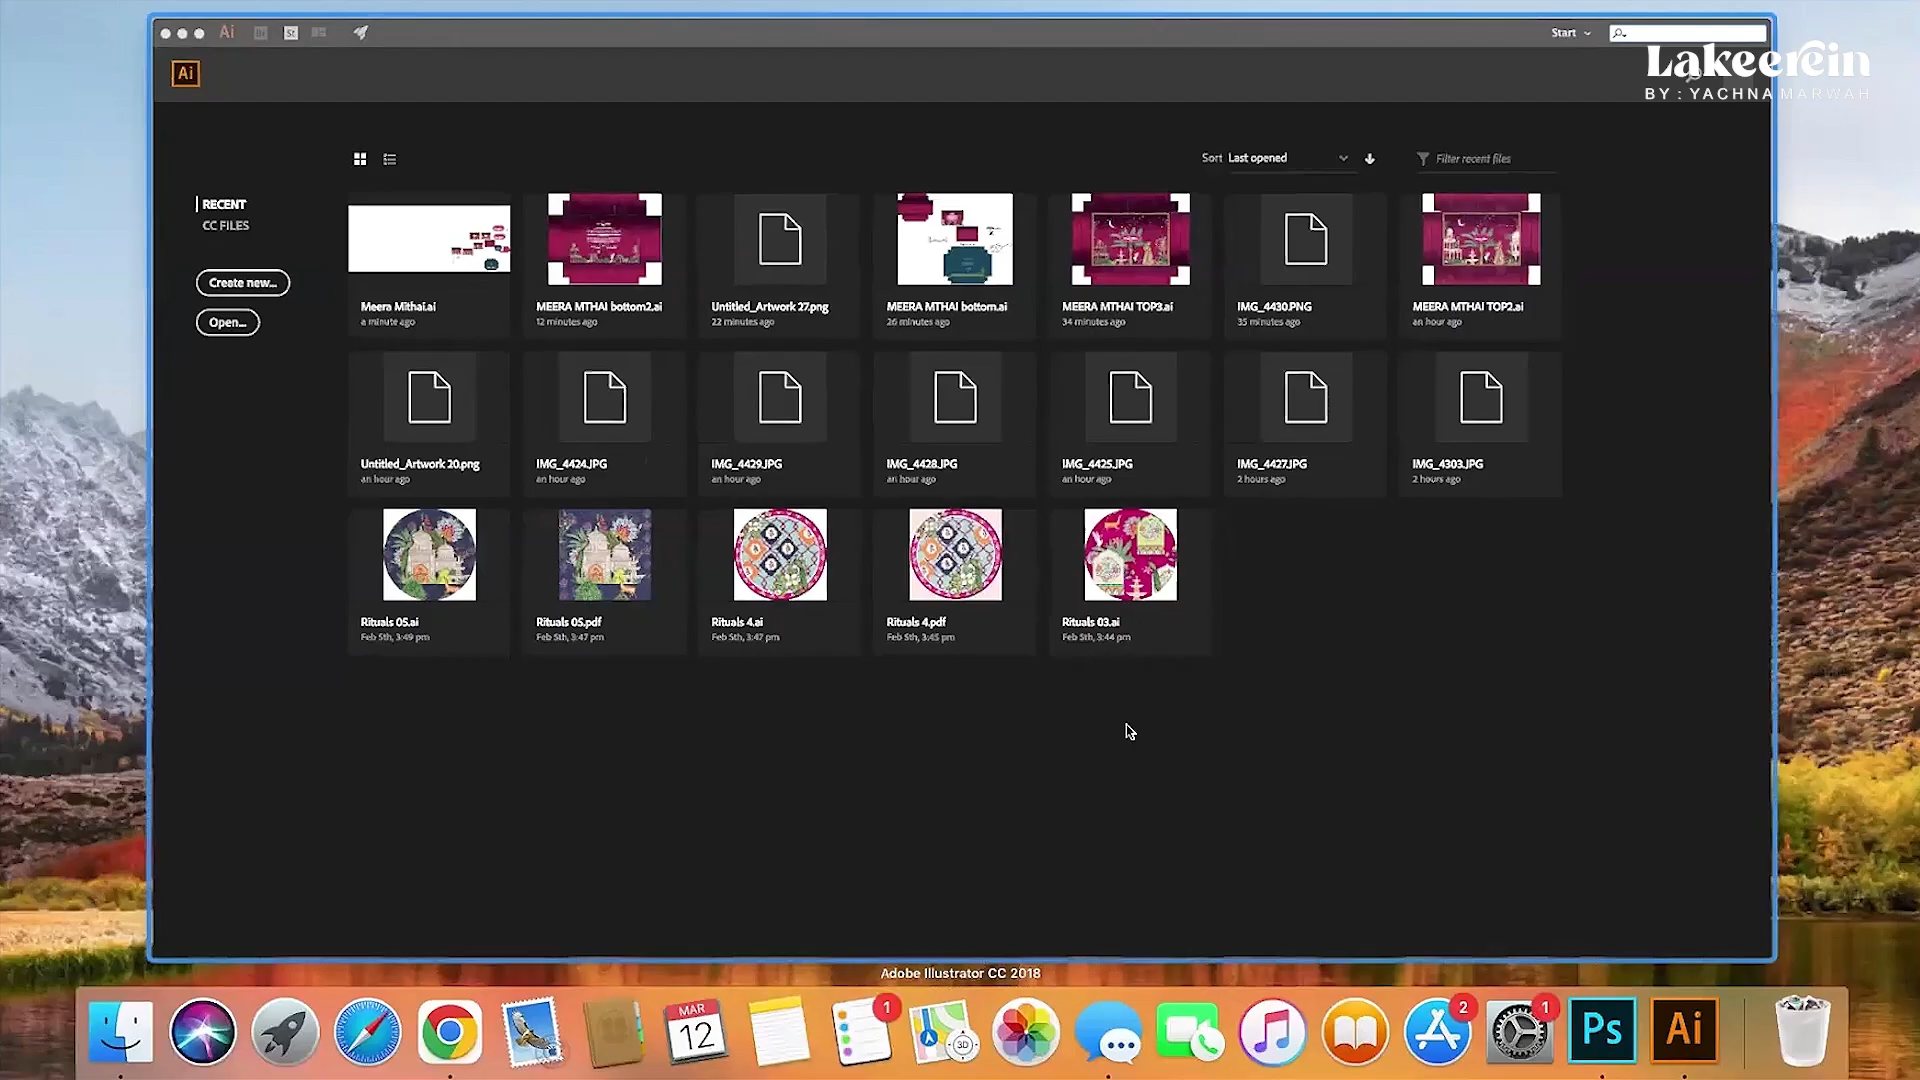 Ai
St
Start
Lakeerein
BY : YACHNA MARWAH
Ai
Sort Last opened
Filter recent files
RECENT
CC FILES
Create new...
Open...
Meera Mithai.ai
a minute ago
MEERA MTHAI bottom2.ai
12 minutes ago
Untitled_Artwork 27.png
22 minutes ago
MEERA MTHAI bottom.ai
26 minutes ago
MEERA MTHAI TOP3.ai
34 minutes ago
IMG_4430.PNG
35 minutes ago
MEERA MTHAI TOP2.ai
an hour ago
Untitled_Artwork 20.png
an hour ago
IMG_4424.JPG
an hour ago
IMG_4429.JPG
an hour ago
IMG_4428.JPG
an hour ago
IMG_4425.JPG
an hour ago
IMG_4427.JPG
2 hours ago
IMG_4303.JPG
2 hours ago
Rituals 05.ai
Feb 5th, 3:49 pm
Rituals 05.pdf
Feb 5th, 3:47 pm
Rituals 4.ai
Feb 5th, 3:47 pm
Rituals 4.pdf
Feb 5th, 3:45 pm
Rituals 03.ai
Feb 5th, 3:44 pm
Adobe Illustrator CC 2018
MAR
12
1
3D
2
1
Ps
Ai